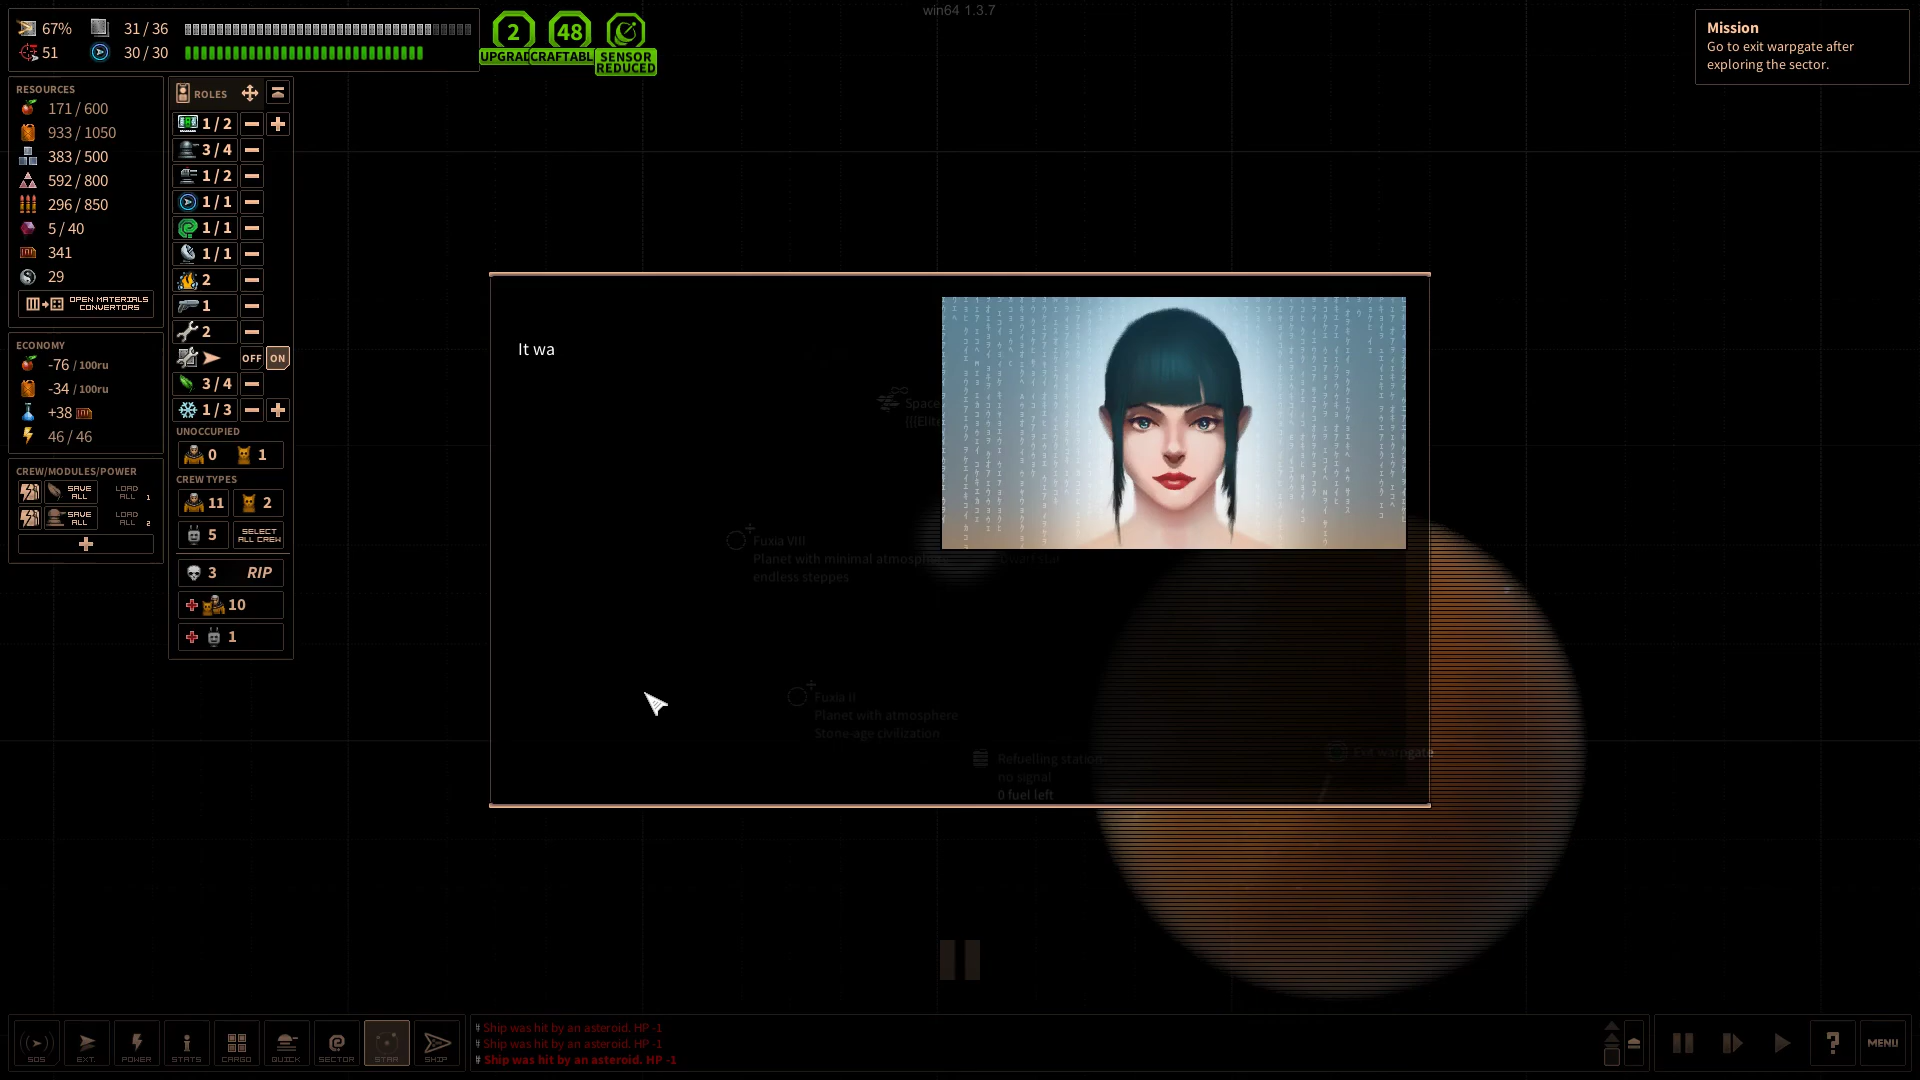 win64 1.3.7
67%
31 / 36
51
30 / 30
2
UPGRAD
48
CRAFTABL
SENSOR
REDUCED
Mission
Go to exit warpgate after
exploring the sector.
RESOURCES
171 / 600
933 / 1050
383 / 500
592 / 800
296 / 850
5 / 40
341
29
OPEN MATERIALS
CONVERTORS
ECONOMY
-76 / 100ru
-34 / 100ru
+38
46 / 46
CREW/MODULES/POWER
SAVE ALL
LOAD ALL 1
SAVE ALL
LOAD ALL 2
ROLES
1 / 2
3 / 4
1 / 2
1 / 1
1 / 1
1 / 1
2
1
2
OFF ON
3 / 4
1 / 3
UNOCCUPIED
0 1
CREW TYPES
11 2
5 SELECT ALL CREW
3 RIP
10
1
It wa
Space
(((Elite
Fuxia VIII
Planet with minimal atmosphe
endless steppes
Fuxia II
Planet with atmosphere
Stone-age civilization
Refuelling station
no signal
0 fuel left
Exit warpgate
SOS
EXT.
POWER
STATS
CARGO
QUICK
SECTOR
STAR
SHIP
Ship was hit by an asteroid. HP -1
Ship was hit by an asteroid. HP -1
Ship was hit by an asteroid. HP -1
?
MENU